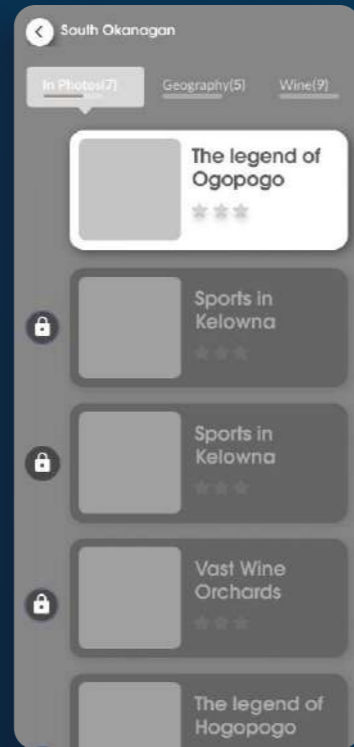 South Okanagan
In Photos(7) Geography(5) Wine(9)
The legend of
Ogopogo
Sports in
Kelowna
Sports in
Kelowna
Vast Wine
Orchards
The legend of
Hogopogo